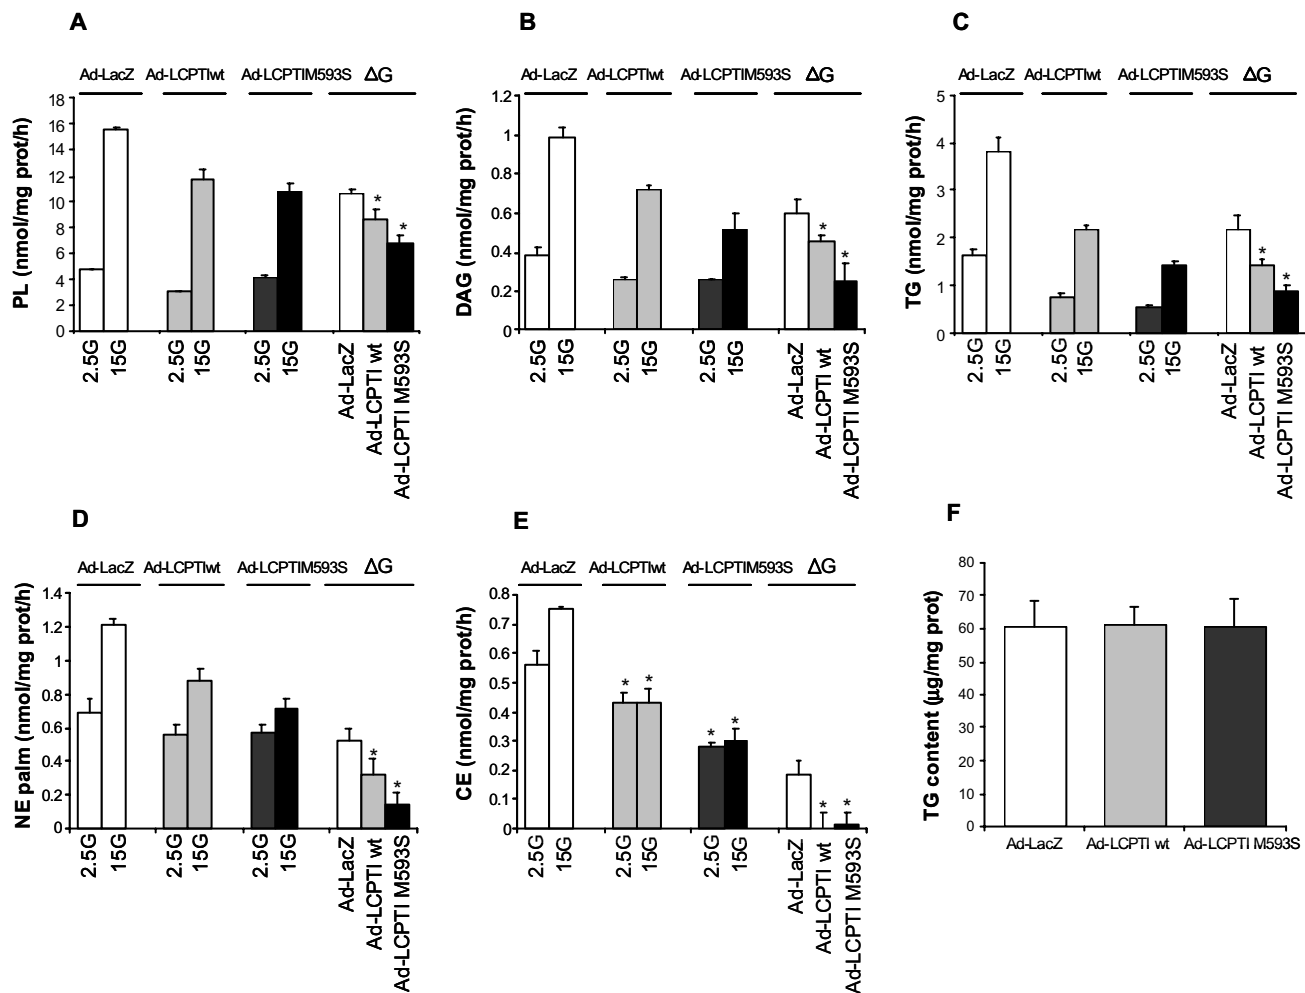 A
Ad-LacZ Ad-LCPTIwt Ad-LCPTIM593S ΔG
PL (nmol/mg prot/h)
18
16
14
12
10
8
6
4
2
0
2.5G 15G 2.5G 15G 2.5G 15G Ad-LacZ Ad-LCPTI wt Ad-LCPTI M593S
* *
B
Ad-LacZ Ad-LCPTIwt Ad-LCPTIM593S ΔG
DAG (nmol/mg prot/h)
1.2
1
0.8
0.6
0.4
0.2
0
2.5G 15G 2.5G 15G 2.5G 15G Ad-LacZ Ad-LCPTI wt Ad-LCPTI M593S
* *
C
Ad-LacZ Ad-LCPTIwt Ad-LCPTIM593S ΔG
TG (nmol/mg prot/h)
5
4
3
2
1
0
2.5G 15G 2.5G 15G 2.5G 15G Ad-LacZ Ad-LCPTI wt Ad-LCPTI M593S
* *
D
Ad-LacZ Ad-LCPTIwt Ad-LCPTIM593S ΔG
NE palm (nmol/mg prot/h)
1.4
1.2
1
0.8
0.6
0.4
0.2
0
2.5G 15G 2.5G 15G 2.5G 15G Ad-LacZ Ad-LCPTI wt Ad-LCPTI M593S
* *
E
Ad-LacZ Ad-LCPTIwt Ad-LCPTIM593S ΔG
CE (nmol/mg prot/h)
0.8
0.7
0.6
0.5
0.4
0.3
0.2
0.1
0
2.5G 15G 2.5G 15G 2.5G 15G Ad-LacZ Ad-LCPTI wt Ad-LCPTI M593S
* * * * * *
F
TG content (µg/mg prot)
80
70
60
50
40
30
20
10
0
Ad-LacZ Ad-LCPTI wt Ad-LCPTI M593S